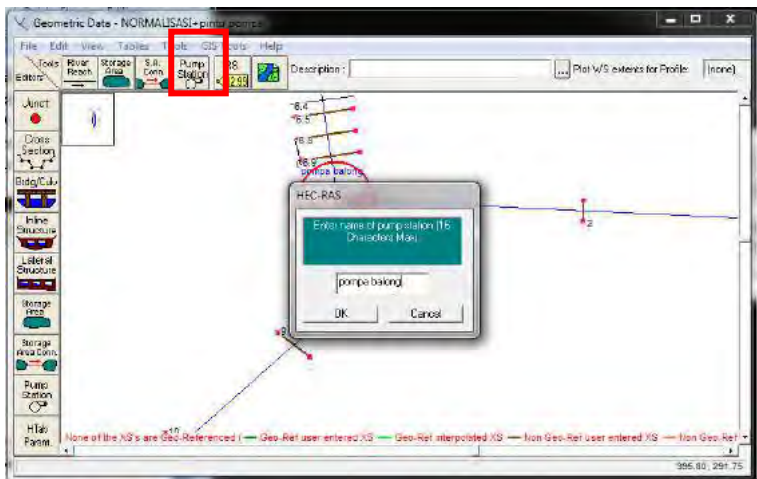 Geometric Data - NORMALISASI+pintu pompa
File Edit View Tables Tools GIS Tools Help
Tools
Editors
River Reach
Storage Area
S.A. Conn.
Pump Station
Description :
...
Plot WS extents for Profile:
(none)
Junct.
Cross Section
Brdg/Culv
Inline Structure
Lateral Structure
Storage Area
Storage Area Conn.
Pump Station
HTab Param.
6.4
6.5
6.9
pompa balong
2
9
10
HEC-RAS
Enter name of pump station (16 Characters Max).
pompa balong
OK
Cancel
None of the XS's are Geo-Referenced ( Geo-Ref user entered XS Geo-Ref interpolated XS Non Geo-Ref user entered XS Non Geo-Ref
395.80, 291.75